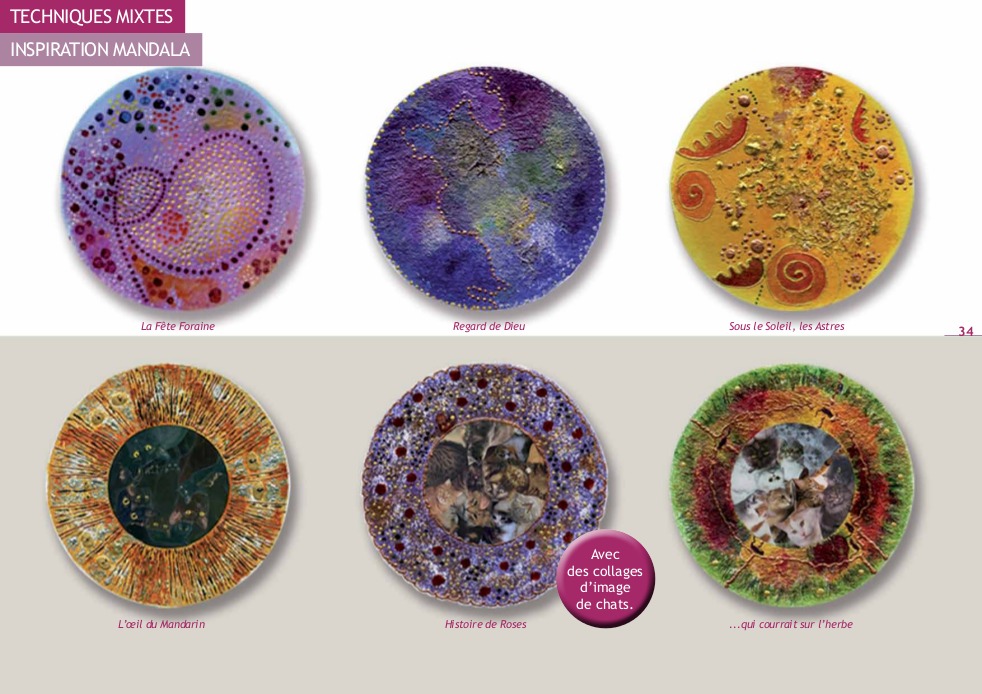 TECHNIQUES MIXTES
INSPIRATION MANDALA
La Fête Foraine
Regard de Dieu
Sous le Soleil, les Astres
34
Avec
des collages
d’image
de chats.
L’œil du Mandarin
Histoire de Roses
...qui courrait sur l’herbe